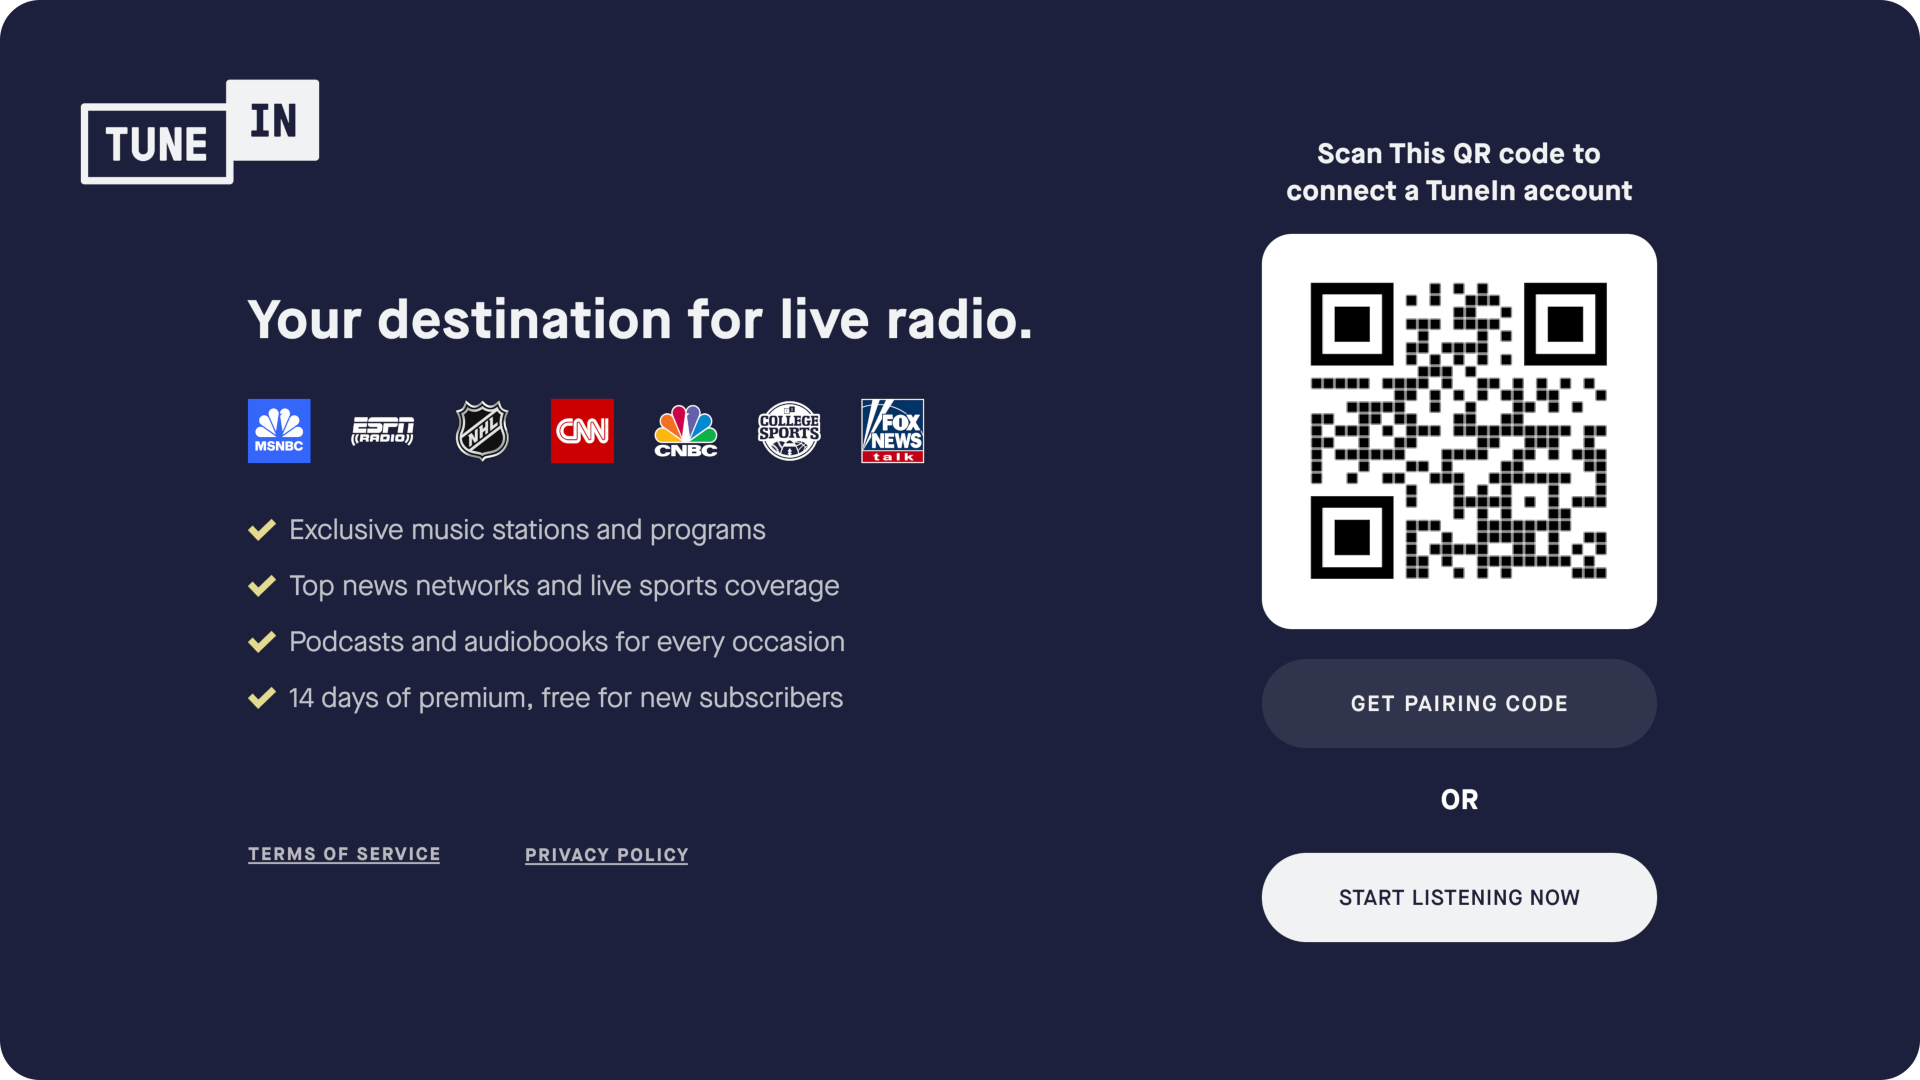 TUNE IN
Your destination for live radio.
MSNBC
ESPN
RADIO
NHL
CNN
CNBC
COLLEGE
SPORTS
FOX
NEWS
talk
Exclusive music stations and programs
Top news networks and live sports coverage
Podcasts and audiobooks for every occasion
14 days of premium, free for new subscribers
TERMS OF SERVICE
PRIVACY POLICY
Scan This QR code to
connect a TuneIn account
GET PAIRING CODE
OR
START LISTENING NOW